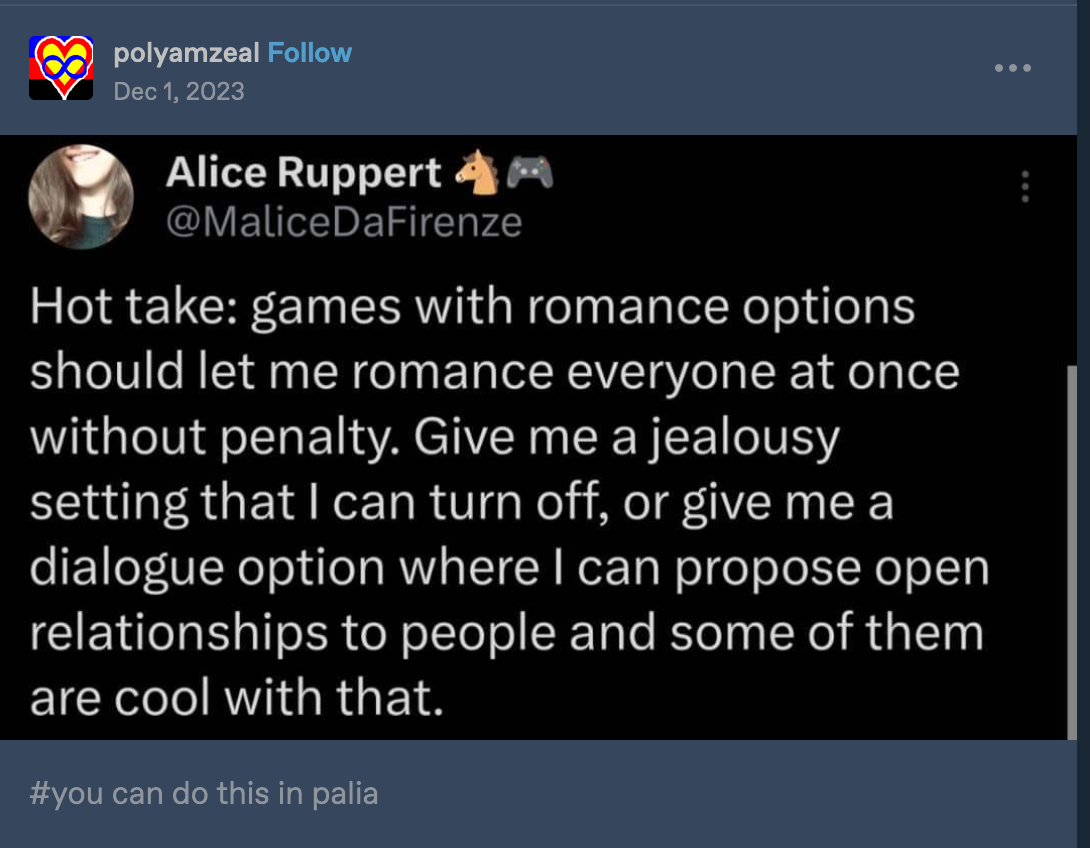 polyamzeal Follow
Dec 1, 2023
Alice Ruppert 🐴🎮
@MaliceDaFirenze
Hot take: games with romance options
should let me romance everyone at once
without penalty. Give me a jealousy
setting that I can turn off, or give me a
dialogue option where I can propose open
relationships to people and some of them
are cool with that.
#you can do this in palia